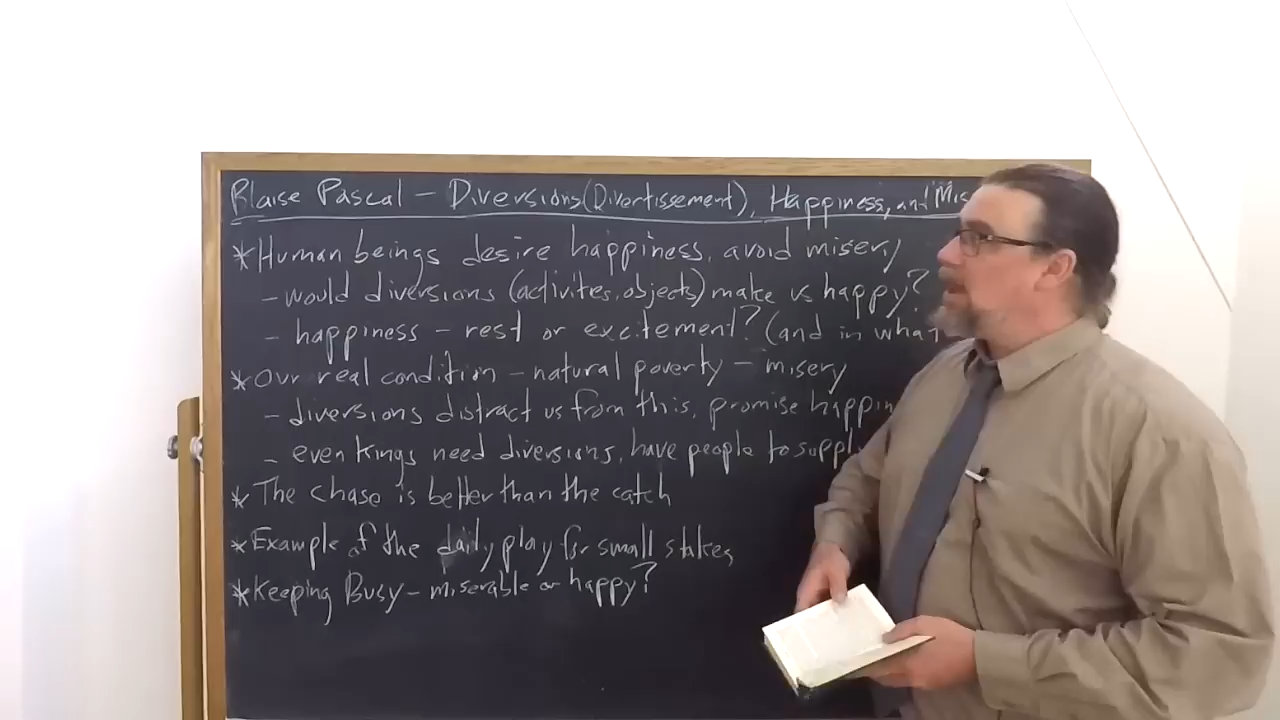 Blaise Pascal - Diversions (Divertissement), Happiness, and Mis
* Human beings desire happiness, avoid misery
- would diversions (activites, objects) make us happy?
- happiness - rest or excitement? (and in what
* Our real condition - natural poverty - misery
- diversions distract us from this, promise happin
- even kings need diversions, have people to suppl
* The chase is better than the catch
* Example of the daily play for small stakes
* Keeping Busy - miserable or happy?